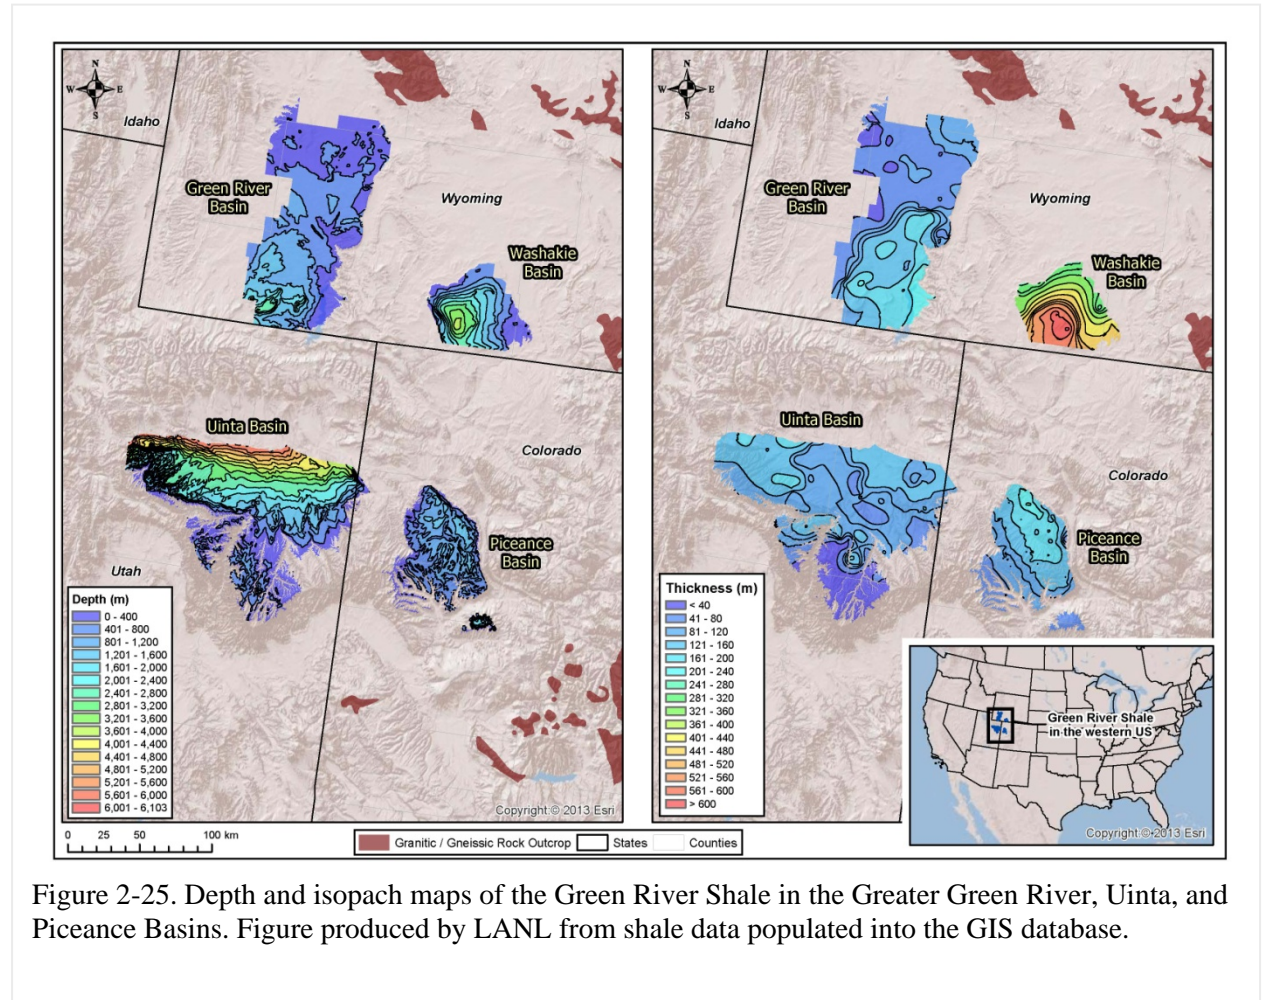 N
W E
S
Idaho
Green River
Basin
Wyoming
Washakie
Basin
Uinta Basin
Colorado
Piceance
Basin
Utah
Depth (m)
0 - 400
401 - 800
801 - 1,200
1,201 - 1,600
1,601 - 2,000
2,001 - 2,400
2,401 - 2,800
2,801 - 3,200
3,201 - 3,600
3,601 - 4,000
4,001 - 4,400
4,401 - 4,800
4,801 - 5,200
5,201 - 5,600
5,601 - 6,000
6,001 - 6,103
Copyright:© 2013 Esri
N
W E
S
Idaho
Green River
Basin
Wyoming
Washakie
Basin
Uinta Basin
Colorado
Piceance
Basin
Thickness (m)
< 40
41 - 80
81 - 120
121 - 160
161 - 200
201 - 240
241 - 280
281 - 320
321 - 360
361 - 400
401 - 440
441 - 480
481 - 520
521 - 560
561 - 600
> 600
Green River Shale
in the western US
Copyright:© 2013 Esri
0 25 50 100 km
Granitic / Gneissic Rock Outcrop States Counties
Figure 2-25. Depth and isopach maps of the Green River Shale in the Greater Green River, Uinta, and
Piceance Basins. Figure produced by LANL from shale data populated into the GIS database.